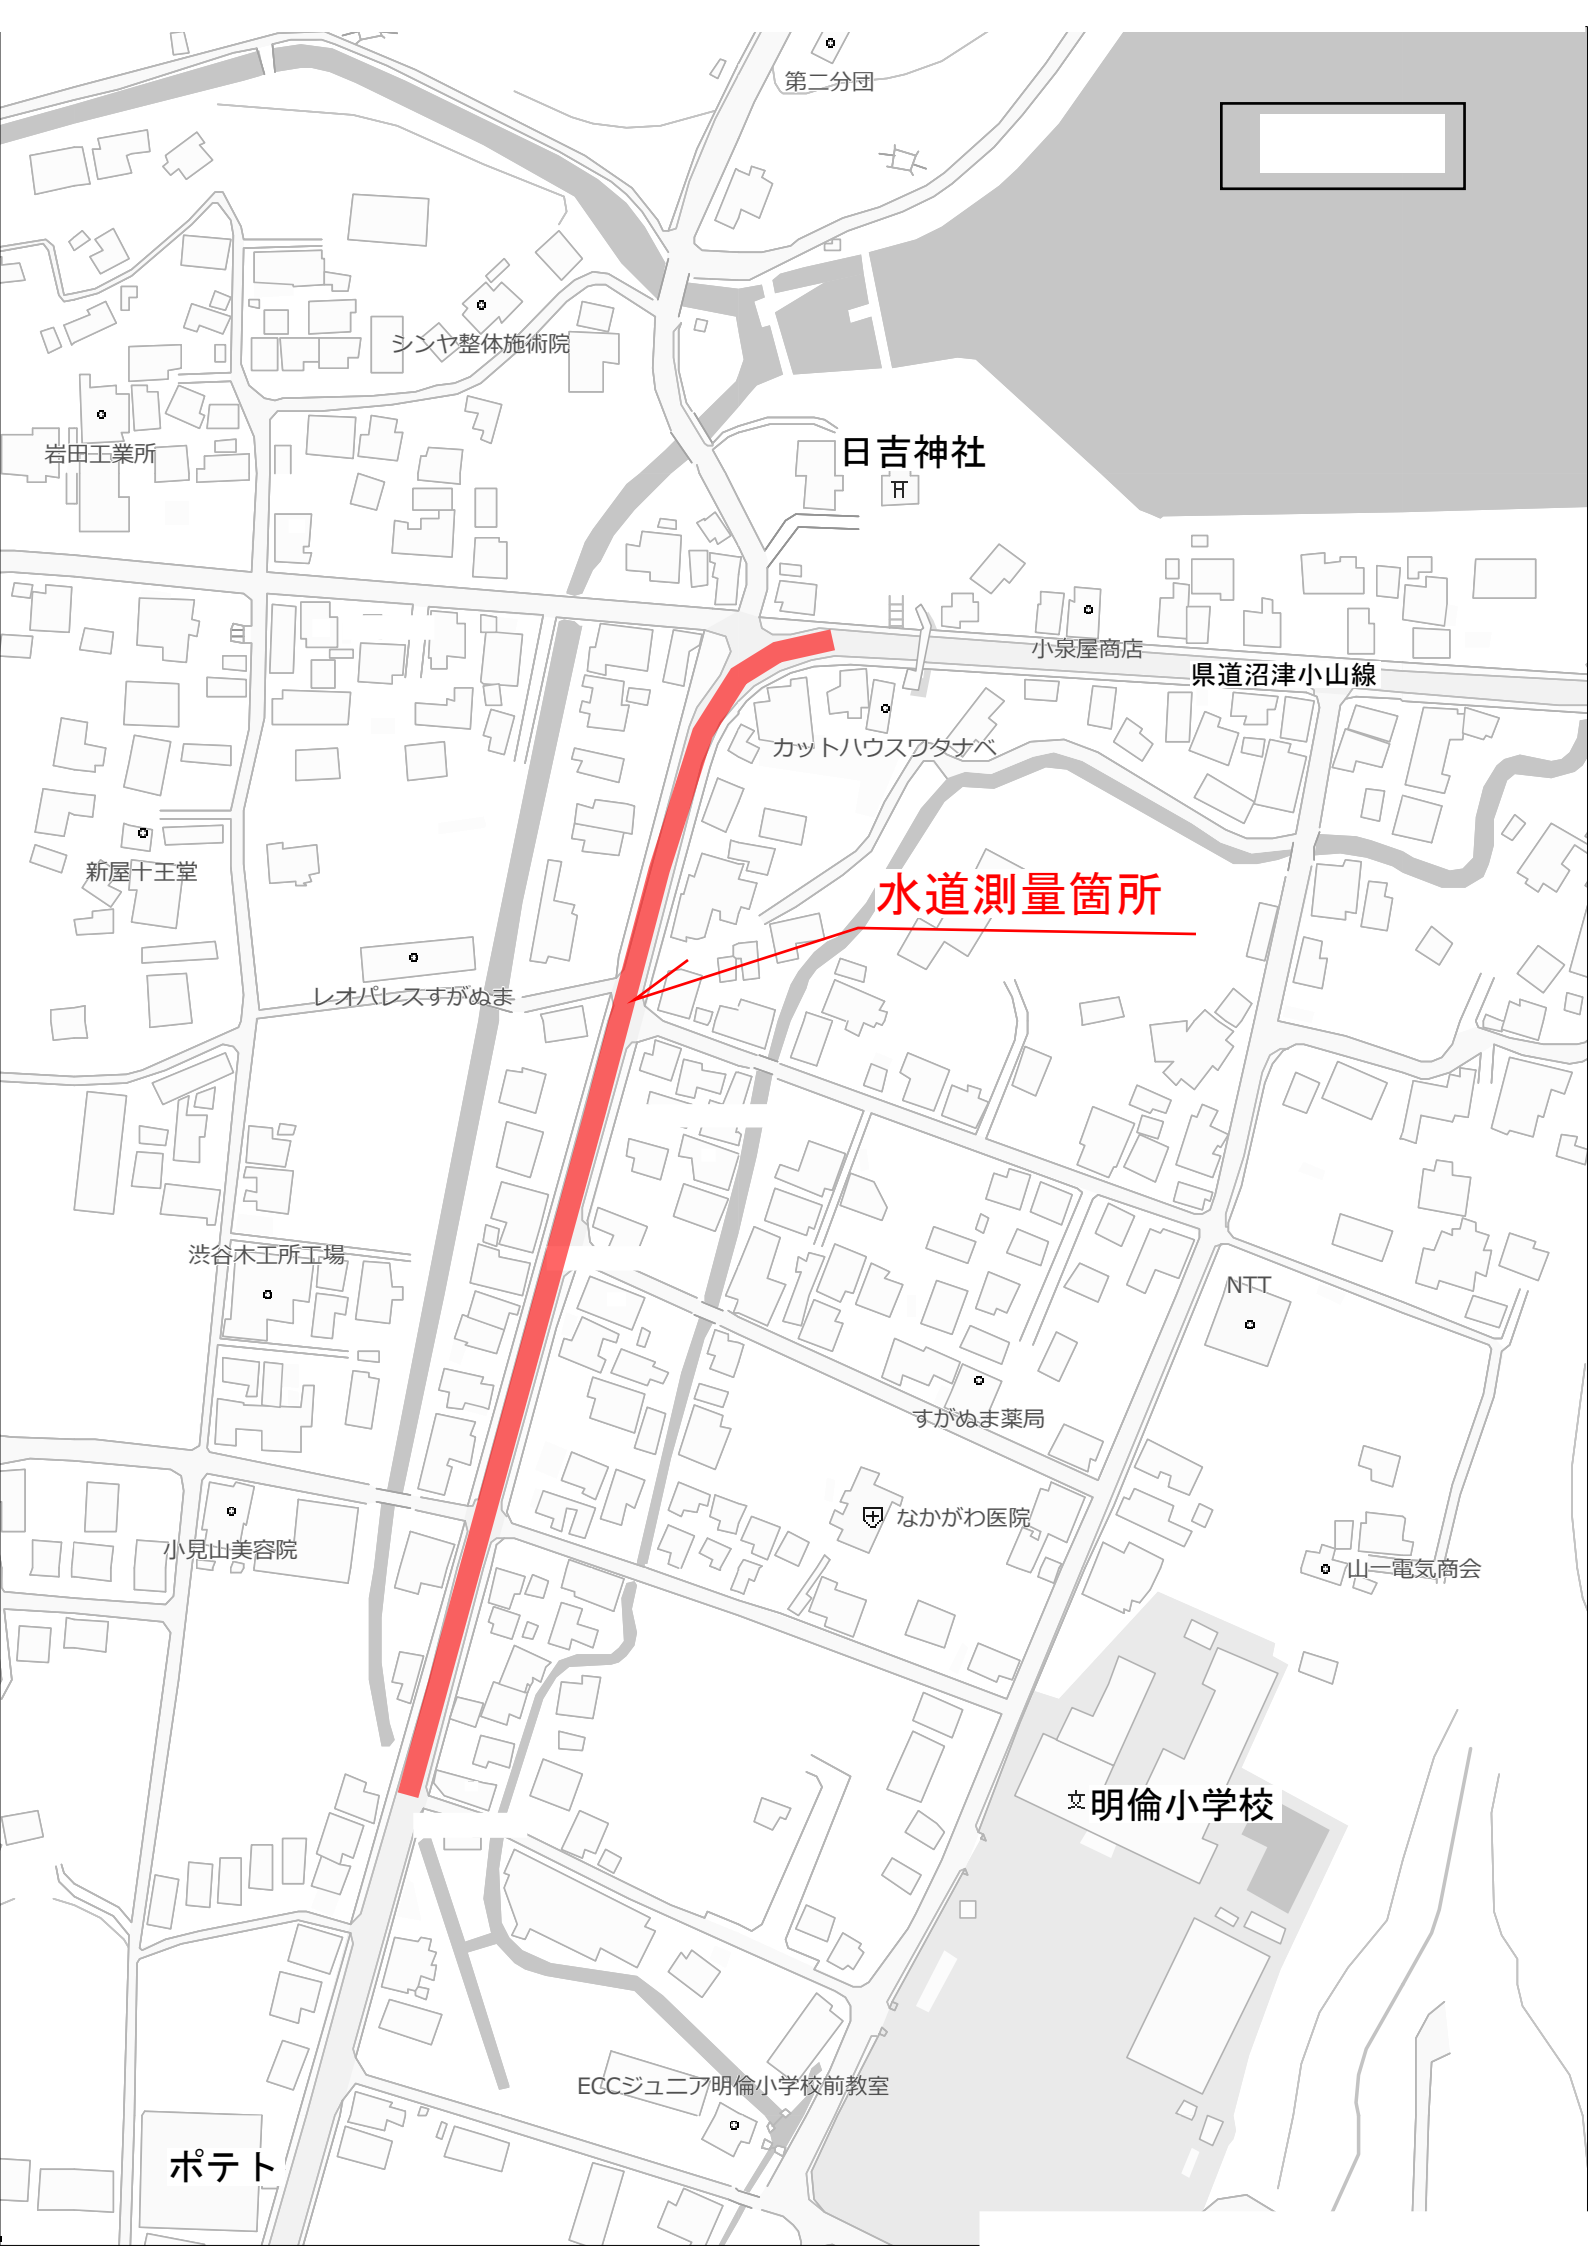 第二分団
シンヤ整体施術院
岩田工業所
日吉神社
小泉屋商店
県道沼津小山線
カットハウスワタナベ
新屋十王堂
水道測量箇所
レオパレスすがぬま
渋谷木工所工場
NTT
すがぬま薬局
なかがわ医院
小見山美容院
山一電気商会
文明倫小学校
ECCジュニア明倫小学校前教室
ポテト